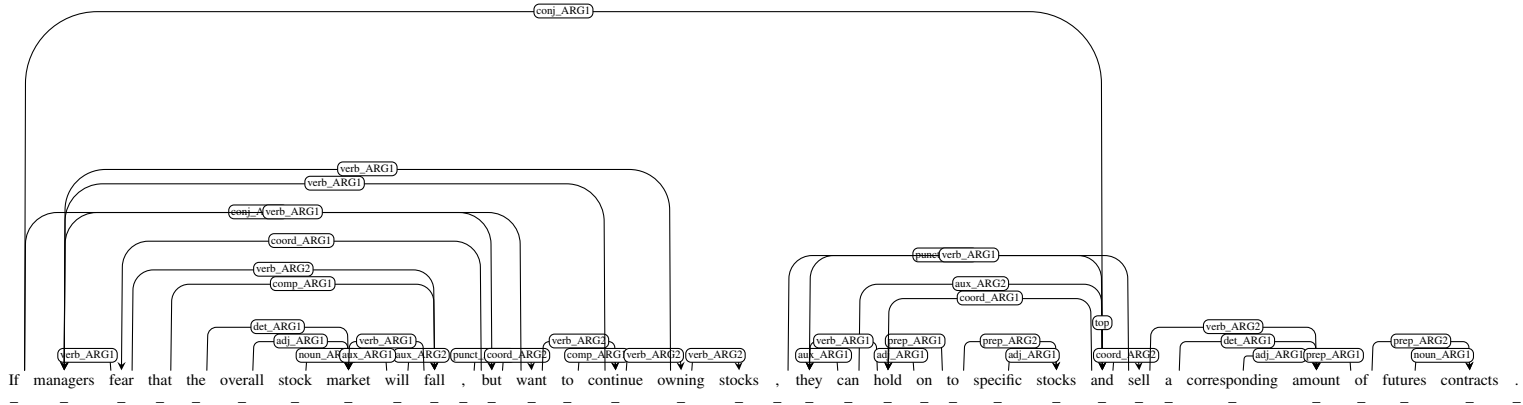 conj_ARG1
verb_ARG1
verb_ARG1
verb_ARG1
coord_ARG1
punct verb_ARG1
verb_ARG2
comp_ARG1 aux_ARG2
coord_ARG1
top
det_ARG1 verb_ARG2
adj_ARG1 verb_ARG1 verb_ARG2 verb_ARG1 prep_ARG1 prep_ARG2 det_ARG1 prep_ARG2
verb_ARG1 aux_ARG1 aux_ARG2 punct_ coord_ARG2 verb_ARG2 verb_ARG2 aux_ARG1 adj_ARG1 adj_ARG1 coord_ARG2 adj_ARG1 prep_ARG1 noun_ARG1
If managers fear that the overall stock market will fall , but want to continue owning stocks , they can hold on to specific stocks and sell a corresponding amount of futures contracts .